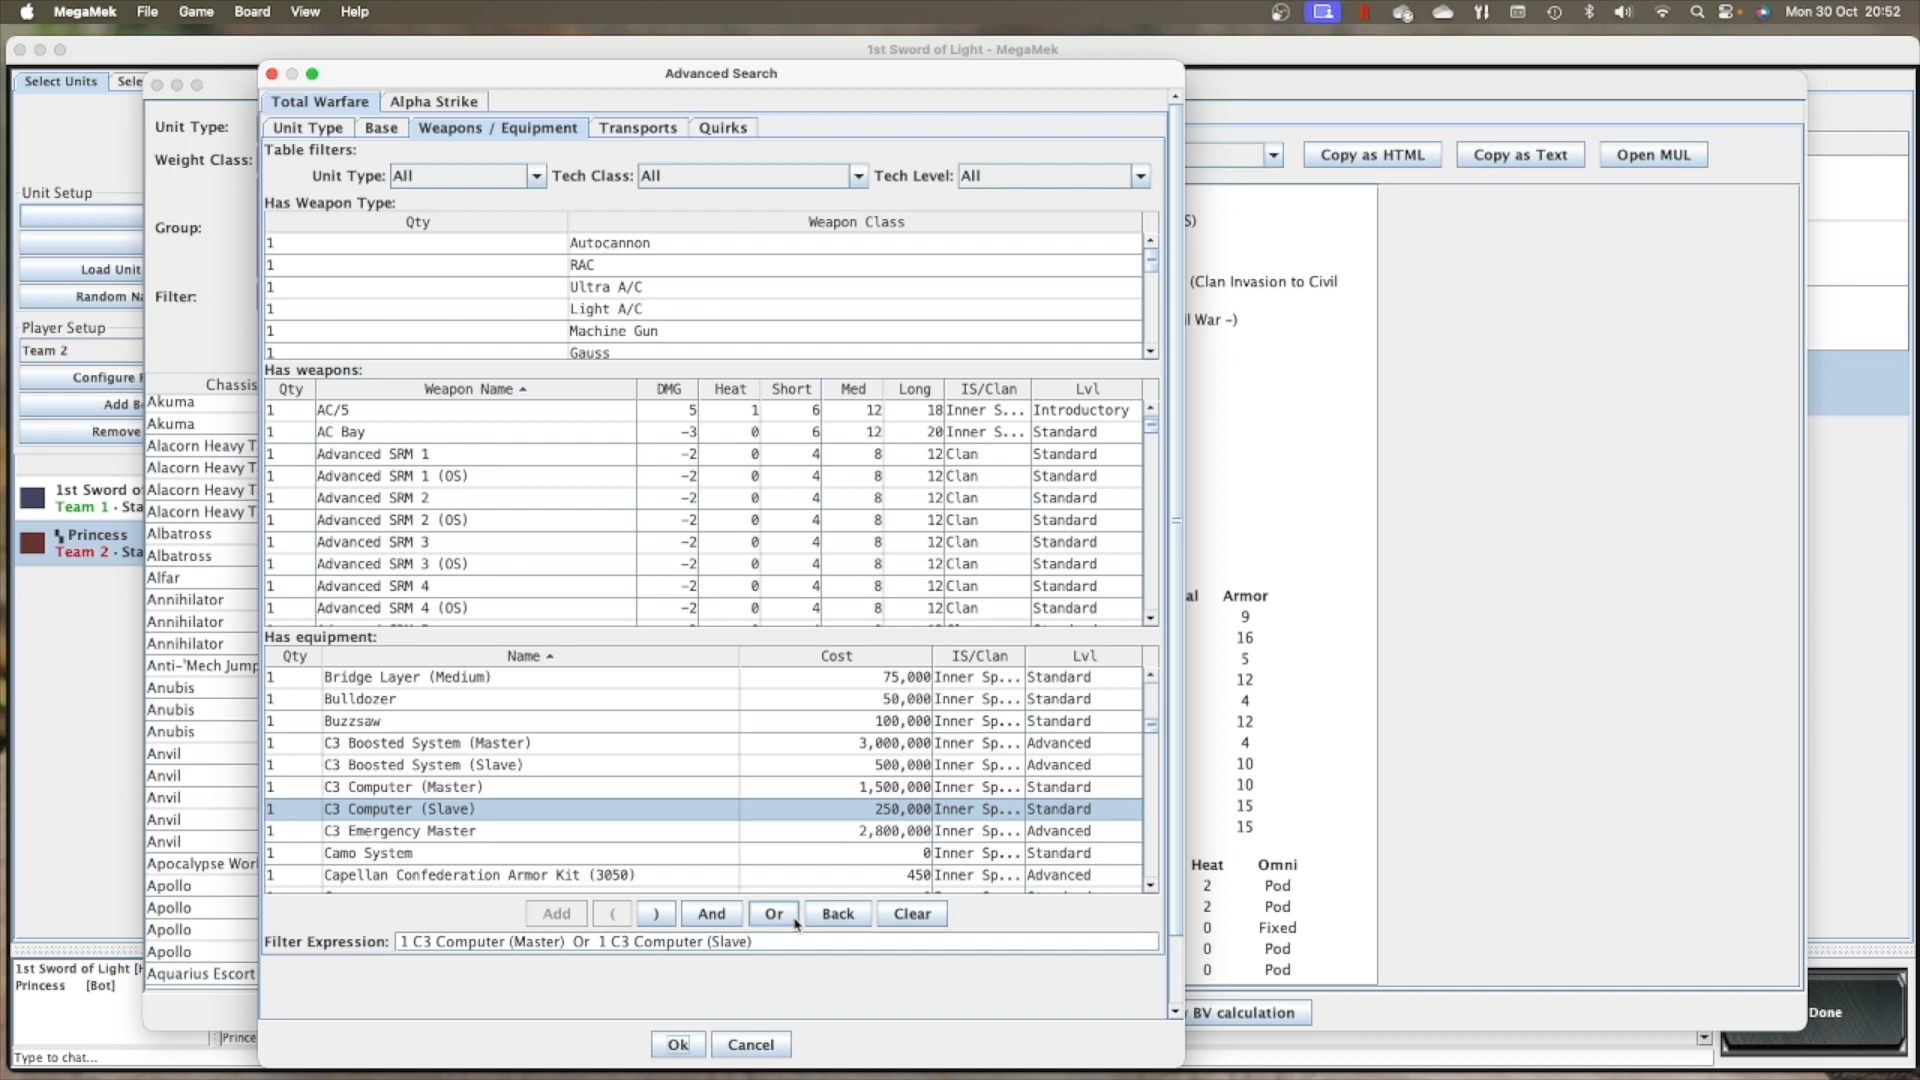 MegaMek File Game Board View Help Mon 30 Oct 20:52
1st Sword of Light - MegaMek
Advanced Search
Select Units
Total Warfare Alpha Strike
Unit Type: Base Weapons / Equipment Transports Quirks
Unit Type:
Weight Class:
Group:
Filter:
Unit Setup
Load Unit
Player Setup
Team 2
Configure
Remove
1st Sword of
Team 1 -
Princess
Team 2 -
Chassis
Akuma
Akuma
Alacorn Heavy T
Alacorn Heavy T
Alacorn Heavy T
Alacorn Heavy T
Albatross
Albatross
Alfar
Annihilator
Annihilator
Annihilator
Anti-'Mech Jump
Anubis
Anubis
Anubis
Anvil
Anvil
Anvil
Anvil
Anvil
Apocalypse
Apollo
Apollo
Apollo
Apollo
Aquarius Escort
Table filters:
Unit Type: All Tech Class: All Tech Level: All
Has Weapon Type:
Qty Weapon Class
1 Autocannon
1 RAC
1 Ultra A/C
1 Light A/C
1 Machine Gun
1 Gauss
Has weapons:
Qty Weapon Name DMG Heat Short Med Long IS/Clan Lvl
1 AC/5 5 1 6 12 18 Inner S... Introductory
1 AC Bay -3 0 6 12 20 Inner S... Standard
1 Advanced SRM 1 -2 0 4 8 12 Clan Standard
1 Advanced SRM 1 (OS) -2 0 4 8 12 Clan Standard
1 Advanced SRM 2 -2 0 4 8 12 Clan Standard
1 Advanced SRM 2 (OS) -2 0 4 8 12 Clan Standard
1 Advanced SRM 3 -2 0 4 8 12 Clan Standard
1 Advanced SRM 3 (OS) -2 0 4 8 12 Clan Standard
1 Advanced SRM 4 -2 0 4 8 12 Clan Standard
1 Advanced SRM 4 (OS) -2 0 4 8 12 Clan Standard
Has equipment:
Qty Name Cost IS/Clan Lvl
1 Bridge Layer (Medium) 75,000 Inner Sp... Standard
1 Bulldozer 50,000 Inner Sp... Standard
1 Buzzsaw 100,000 Inner Sp... Standard
1 C3 Boosted System (Master) 3,000,000 Inner Sp... Advanced
1 C3 Boosted System (Slave) 500,000 Inner Sp... Advanced
1 C3 Computer (Master) 1,500,000 Inner Sp... Standard
1 C3 Computer (Slave) 250,000 Inner Sp... Standard
1 C3 Emergency Master 2,800,000 Inner Sp... Advanced
1 Camo System 0 Inner Sp... Standard
1 Capellan Confederation Armor Kit (3050) 450 Inner Sp... Advanced
Add ( ) And Or Back Clear
Filter Expression: 1 C3 Computer (Master) Or 1 C3 Computer (Slave)
Ok Cancel
Copy as HTML Copy as Text Open MUL
(Clan Invasion to Civil
War -)
Armor
9
16
5
12
4
12
4
10
10
15
15
Heat Omni
2 Pod
2 Pod
0 Fixed
0 Pod
0 Pod
BV calculation
Done
1st Sword of Light
Princess [Bot]
Type to chat...